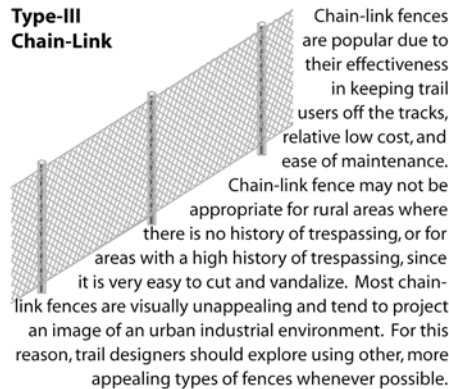 Type-III
Chain-Link
Chain-link fences
are popular due to
their effectiveness
in keeping trail
users off the tracks,
relative low cost, and
ease of maintenance.
Chain-link fence may not be
appropriate for rural areas where
there is no history of trespassing, or for
areas with a high history of trespassing, since
it is very easy to cut and vandalize. Most chain-
link fences are visually unappealing and tend to project
an image of an urban industrial environment. For this
reason, trail designers should explore using other, more
appealing types of fences whenever possible.